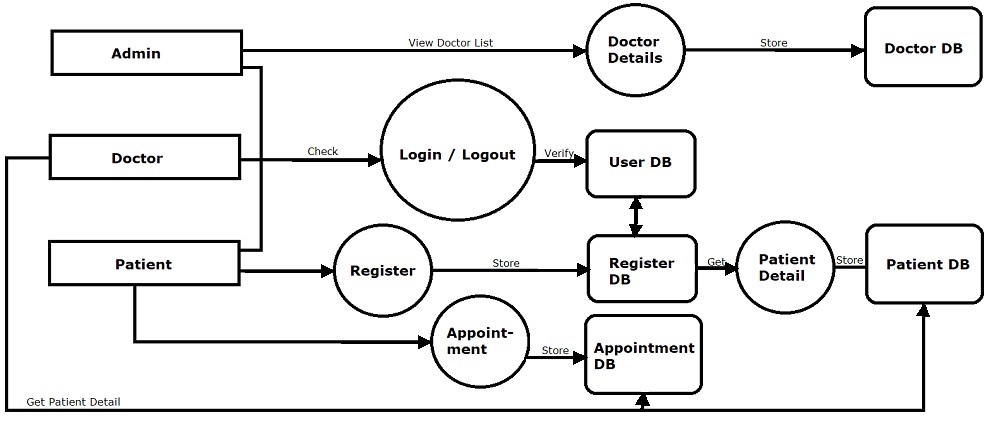 Admin
View Doctor List
Doctor
Details
Store
Doctor DB
Doctor
Check
Login / Logout
Verify
User DB
Patient
Register
Store
Register
DB
Get
Patient
Detail
Store
Patient DB
Appoint-
ment
Store
Appointment
DB
Get Patient Detail